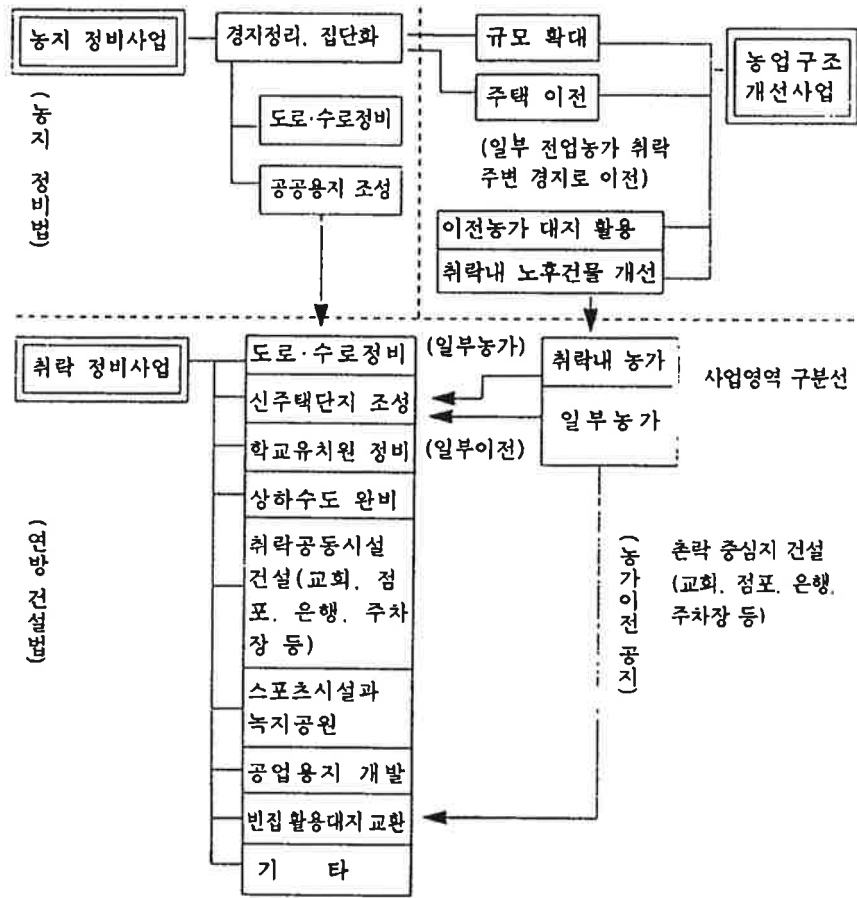 농지 정비사업
경지정리, 집단화
규모 확대
농업구조
개선사업
주택 이전
도로·수로정비
(일부 전업농가 취락
주변 경지로 이전)
공공용지 조성
(농지 정비법)
이전농가 대지 활용
취락내 노후건물 개선
취락 정비사업
도로·수로정비
(일부농가)
취락내 농가
사업영역 구분선
신주택단지 조성
일부농가
학교유치원 정비
(일부이전)
상하수도 완비
취락공동시설
건설(교회, 점
포, 은행, 주차
장 등)
(연방 건설법)
(농가이전 공지)
촌락 중심지 건설
(교회, 점포, 은행,
주차장 등)
스포츠시설과
녹지공원
공업용지 개발
빈집 활용대지 교환
기 타